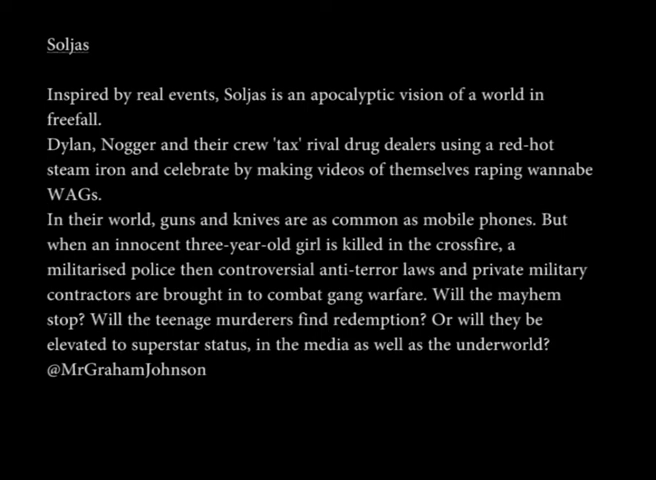 Soljas
Inspired by real events, Soljas is an apocalyptic vision of a world in
freefall.
Dylan, Nogger and their crew 'tax' rival drug dealers using a red-hot
steam iron and celebrate by making videos of themselves raping wannabe
WAGs.
In their world, guns and knives are as common as mobile phones. But
when an innocent three-year-old girl is killed in the crossfire, a
militarised police then controversial anti-terror laws and private military
contractors are brought in to combat gang warfare. Will the mayhem
stop? Will the teenage murderers find redemption? Or will they be
elevated to superstar status, in the media as well as the underworld?
@MrGrahamJohnson